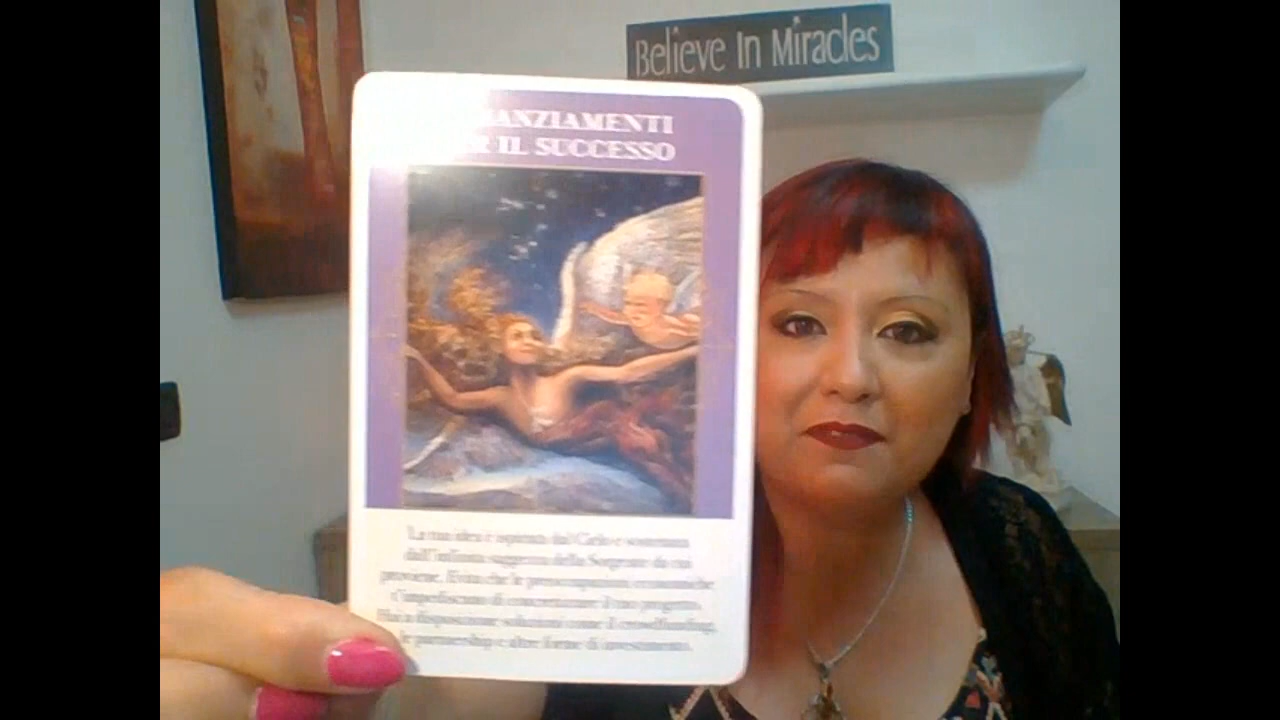 Believe In Miracles
ANZIAMENTI
R IL SUCCESSO
La tua idea è ispirata dal Cielo e sostenuta
dall'infinita saggezza della Sorgente da cui
proviene. Evita che le preoccupazioni economiche
t'impediscano di concretizzare il tuo progetto.
Hai a disposizione soluzioni come il crowdfunding,
le partnership e altre forme di investimento.